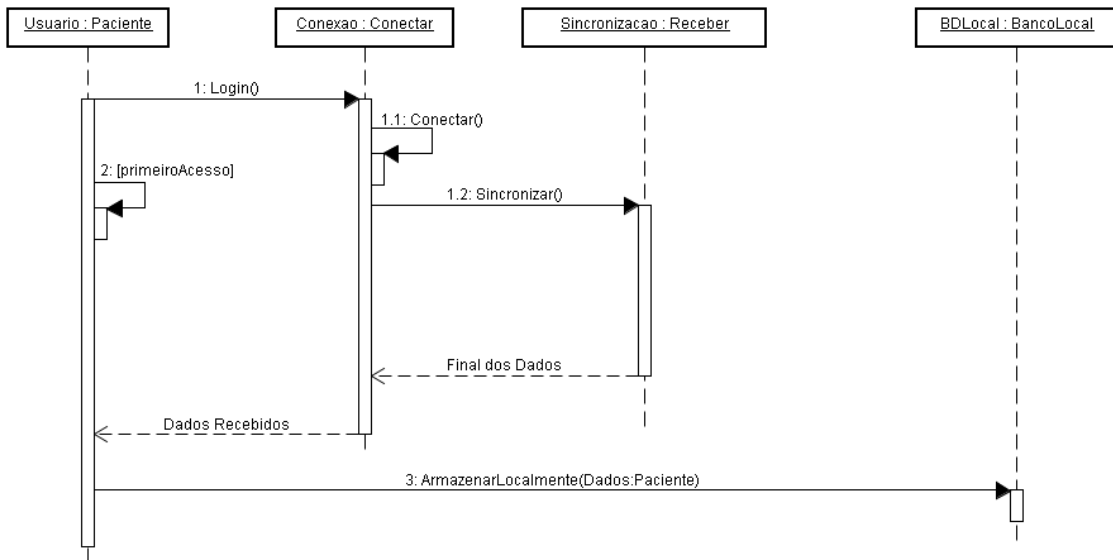 Usuario : Paciente
Conexao : Conectar
Sincronizacao : Receber
BDLocal : BancoLocal
1: Login()
1.1: Conectar()
2: [primeiroAcesso]
1.2: Sincronizar()
Final dos Dados
Dados Recebidos
3: ArmazenarLocalmente(Dados:Paciente)